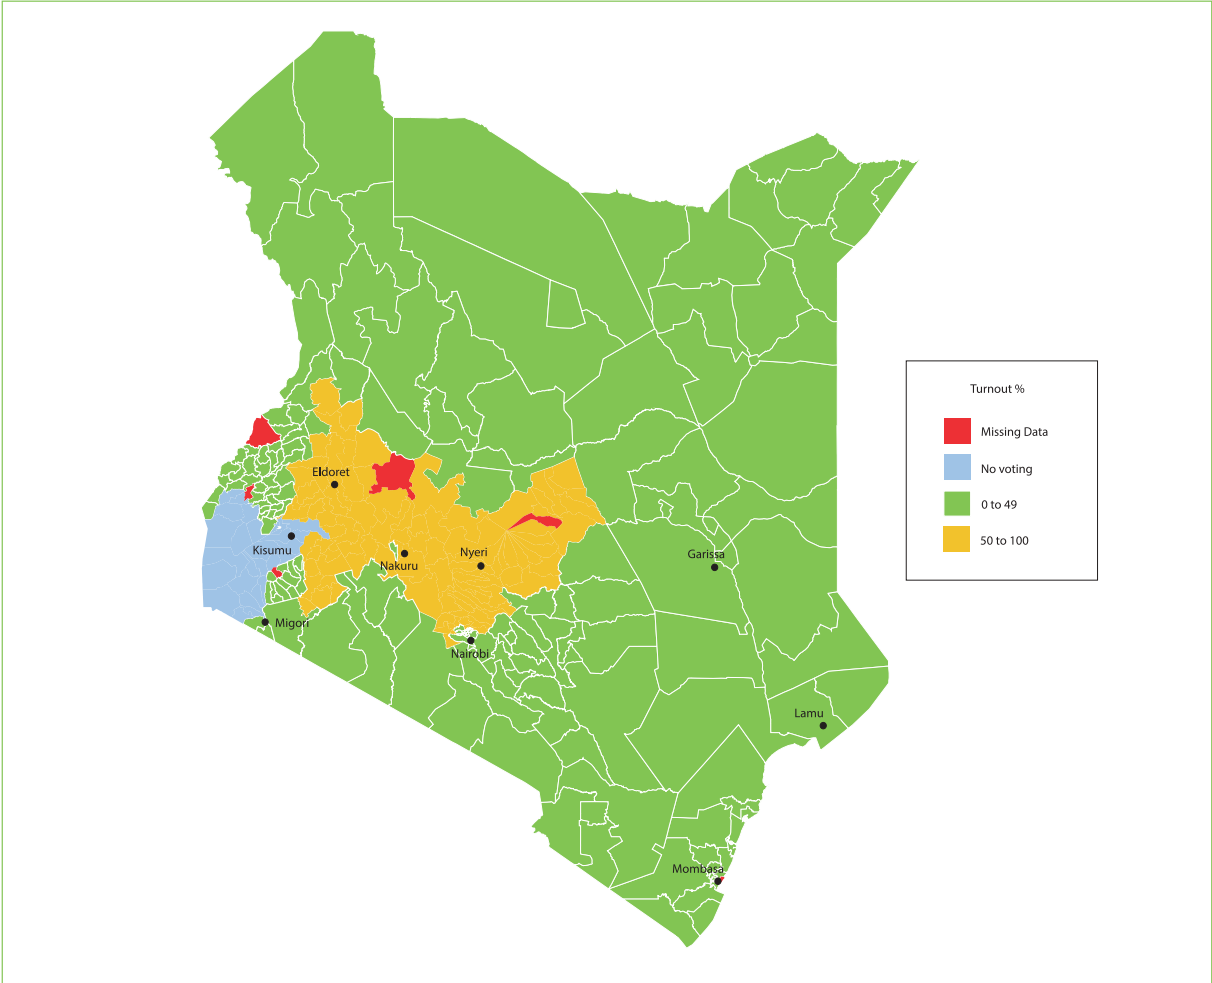 Turnout %
Missing Data
No voting
0 to 49
50 to 100
Eldoret
Kisumu
Nakuru
Nyeri
Garissa
Migori
Nairobi
Lamu
Mombasa